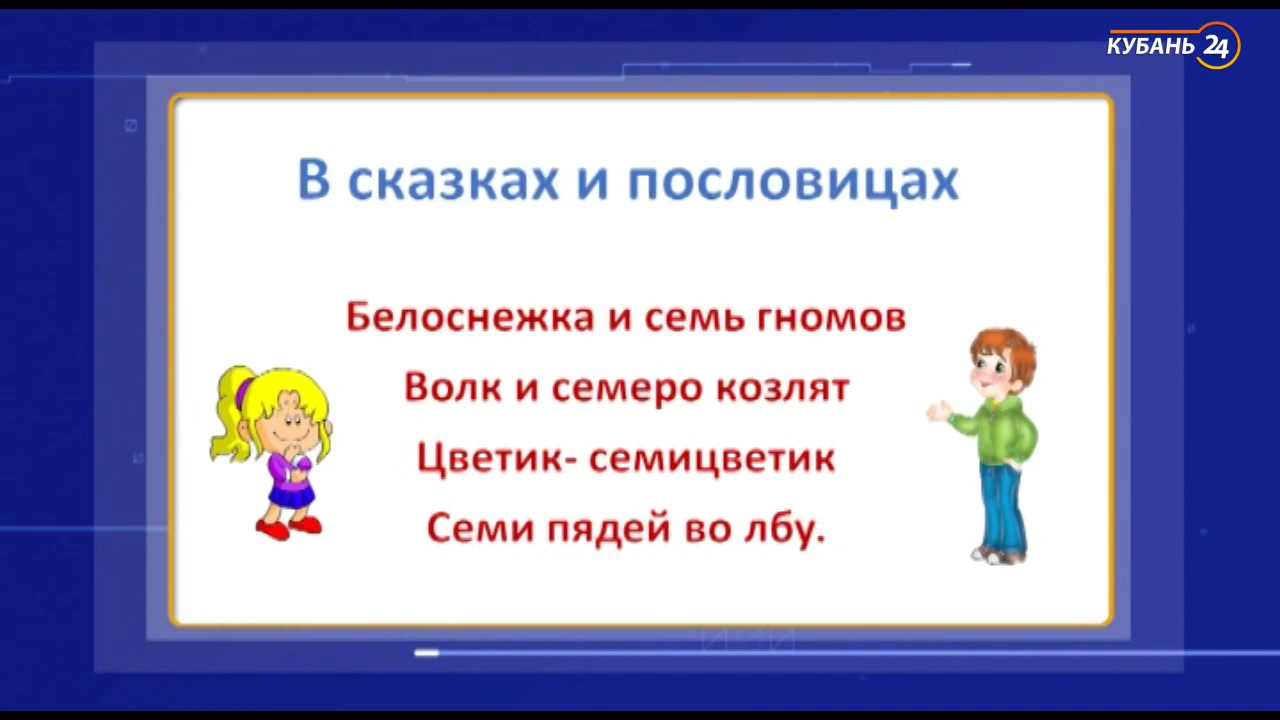 КУБАНЬ 24
В сказках и пословицах
Белоснежка и семь гномов
Волк и семеро козлят
Цветик- семицветик
Семи пядей во лбу.